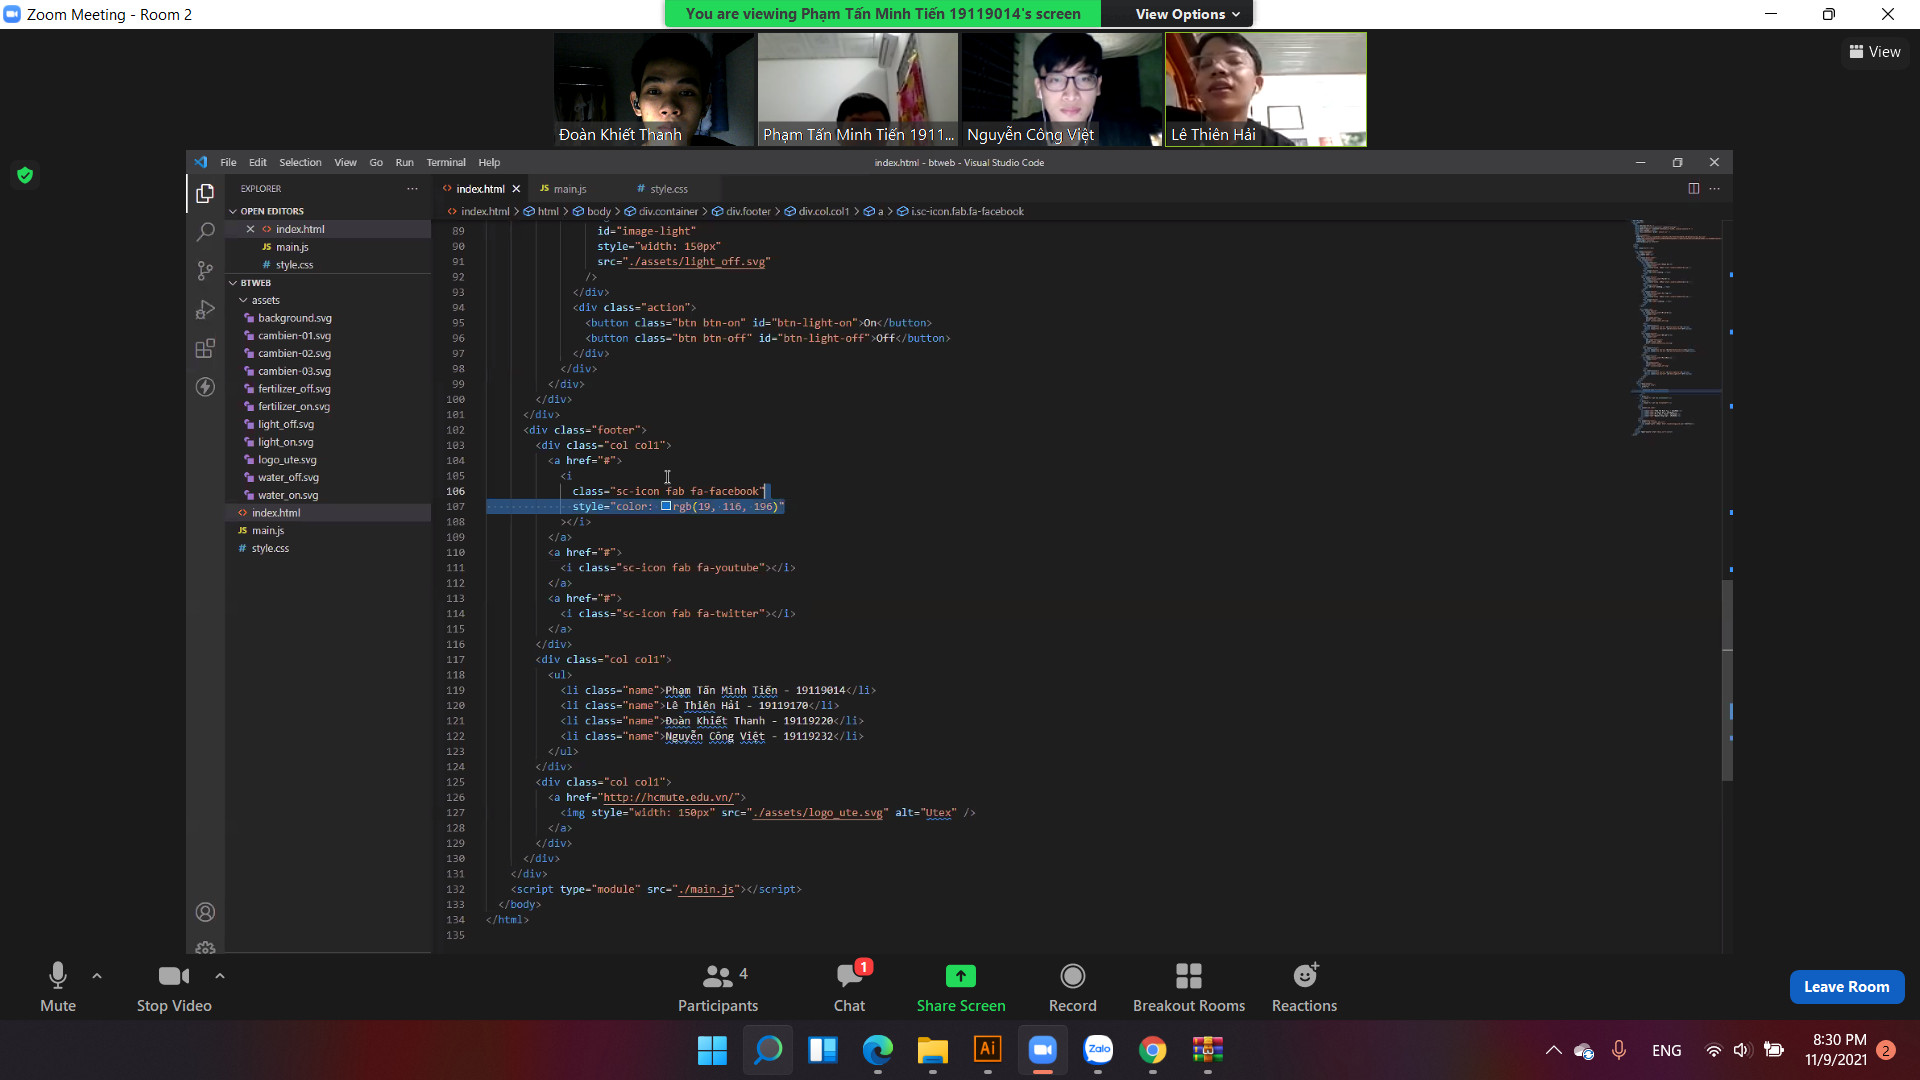 Zoom Meeting - Room 2
You are viewing Phạm Tấn Minh Tiến 19119014's screen
View Options
View
Đoàn Khiết Thanh
Phạm Tấn Minh Tiến 1911...
Nguyễn Công Việt
Lê Thiên Hải
File Edit Selection View Go Run Terminal Help
index.html - btweb - Visual Studio Code
EXPLORER
OPEN EDITORS
index.html
JS main.js
# style.css
BTWEB
assets
background.svg
cambien-01.svg
cambien-02.svg
cambien-03.svg
fertilizer_off.svg
fertilizer_on.svg
light_off.svg
light_on.svg
logo_ute.svg
water_off.svg
water_on.svg
index.html
JS main.js
# style.css
index.html JS main.js # style.css
index.html > html > body > div.container > div.footer > div.col.col1 > a > i.sc-icon.fab.fa-facebook
89 id="image-light"
90 style="width: 150px"
91 src="./assets/light_off.svg"
92 />
93 </div>
94 <div class="action">
95 <button class="btn btn-on" id="btn-light-on">On</button>
96 <button class="btn btn-off" id="btn-light-off">Off</button>
97 </div>
98 </div>
99 </div>
100 </div>
101 </div>
102 <div class="footer">
103 <div class="col col1">
104 <a href="#">
105 <i
106 class="sc-icon fab fa-facebook"
107 style="color: rgb(19, 116, 196)"
108 ></i>
109 </a>
110 <a href="#">
111 <i class="sc-icon fab fa-youtube"></i>
112 </a>
113 <a href="#">
114 <i class="sc-icon fab fa-twitter"></i>
115 </a>
116 </div>
117 <div class="col col1">
118 <ul>
119 <li class="name">Phạm Tấn Minh Tiến - 19119014</li>
120 <li class="name">Lê Thiên Hải - 19119170</li>
121 <li class="name">Đoàn Khiết Thanh - 19119220</li>
122 <li class="name">Nguyễn Công Việt - 19119232</li>
123 </ul>
124 </div>
125 <div class="col col1">
126 <a href="http://hcmute.edu.vn/">
127 <img style="width: 150px" src="./assets/logo_ute.svg" alt="Utex" />
128 </a>
129 </div>
130 </div>
131 </div>
132 <script type="module" src="./main.js"></script>
133 </body>
134 </html>
135
Mute
Stop Video
4
Participants
1
Chat
Share Screen
Record
Breakout Rooms
Reactions
Leave Room
Ai
Zalo
ENG
8:30 PM
11/9/2021
2